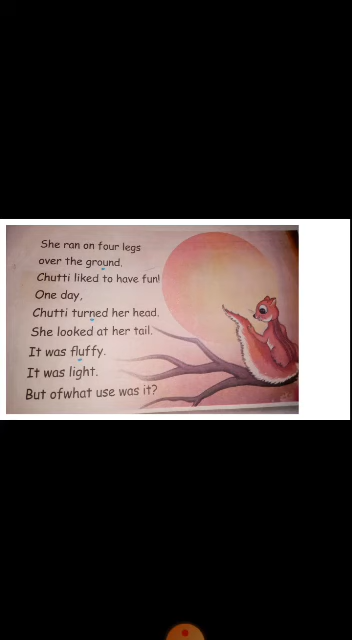 She ran on four legs
over the ground.
Chutti liked to have fun!
One day,
Chutti turned her head.
She looked at her tail.
It was fluffy.
It was light.
But ofwhat use was it?